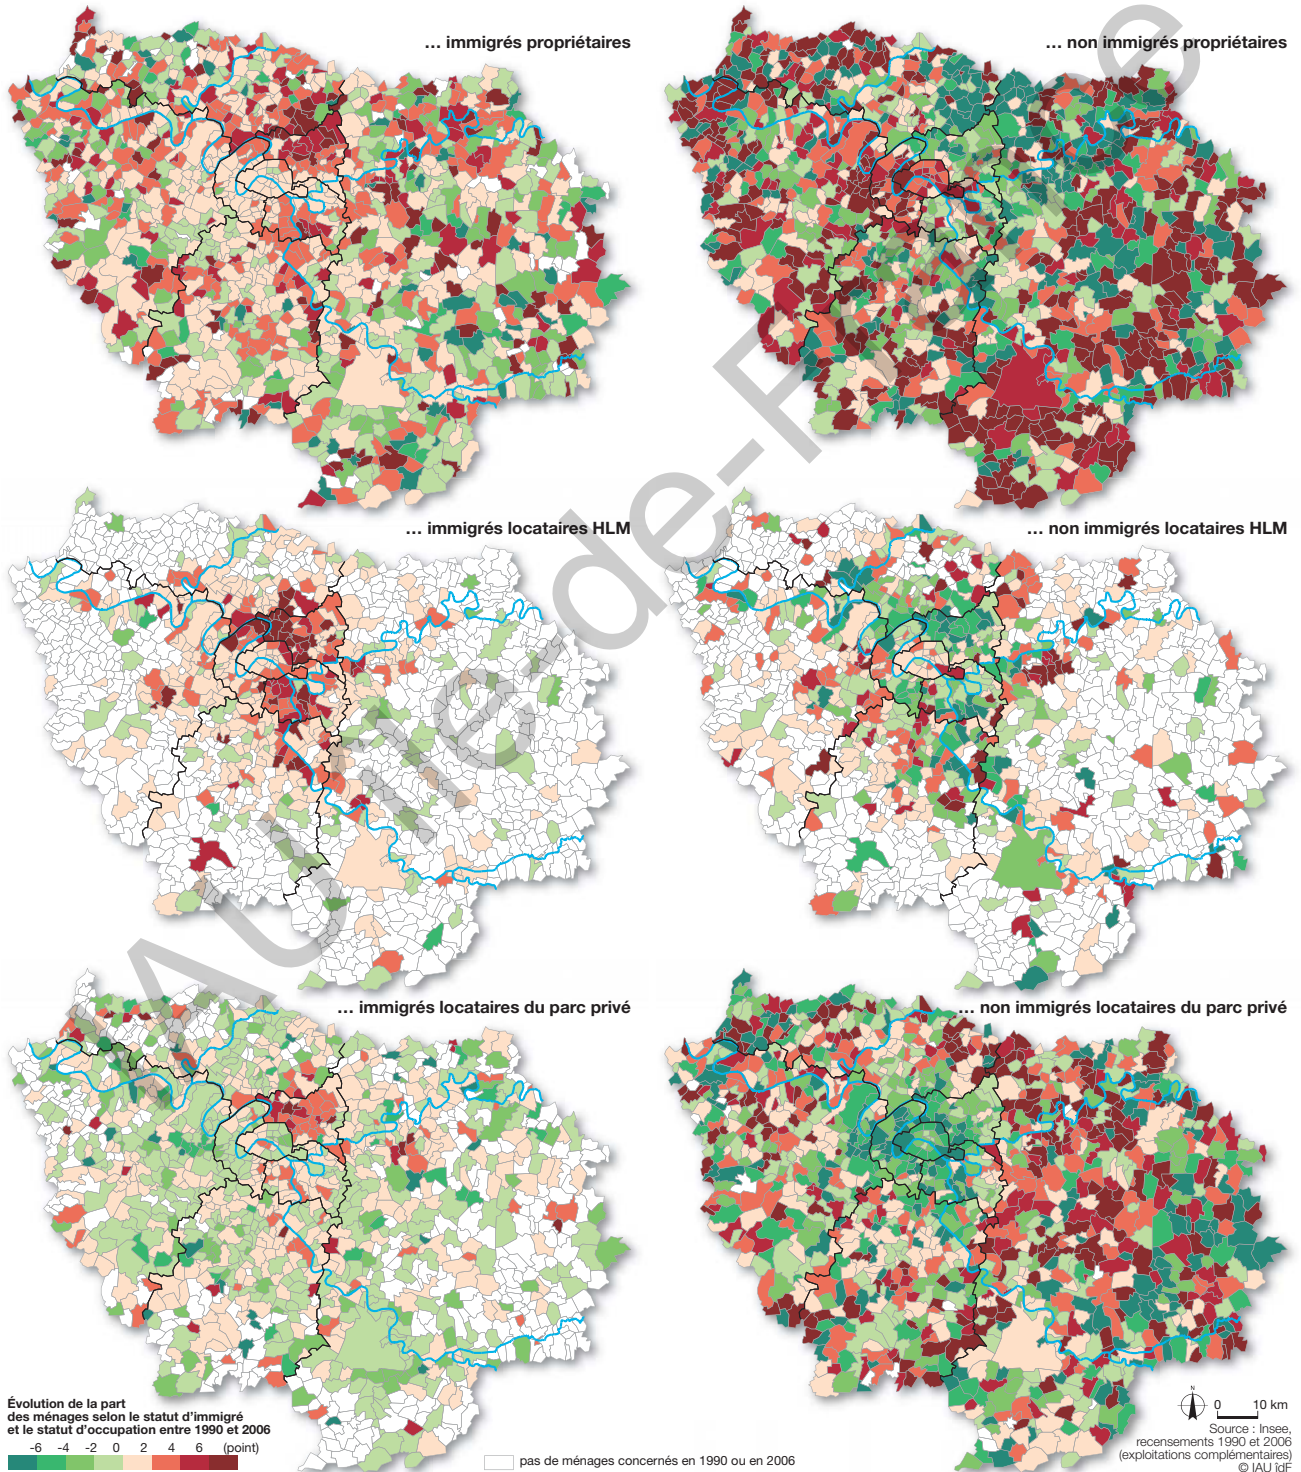 … immigrés propriétaires
… non immigrés propriétaires
… immigrés locataires HLM
… non immigrés locataires HLM
… immigrés locataires du parc privé
… non immigrés locataires du parc privé
Évolution de la part
des ménages selon le statut d'immigré
et le statut d'occupation entre 1990 et 2006
-6 -4 -2 0 2 4 6 (point)
pas de ménages concernés en 1990 ou en 2006
N
0 10 km
Source : Insee,
recensements 1990 et 2006
(exploitations complémentaires)
© IAU îdF